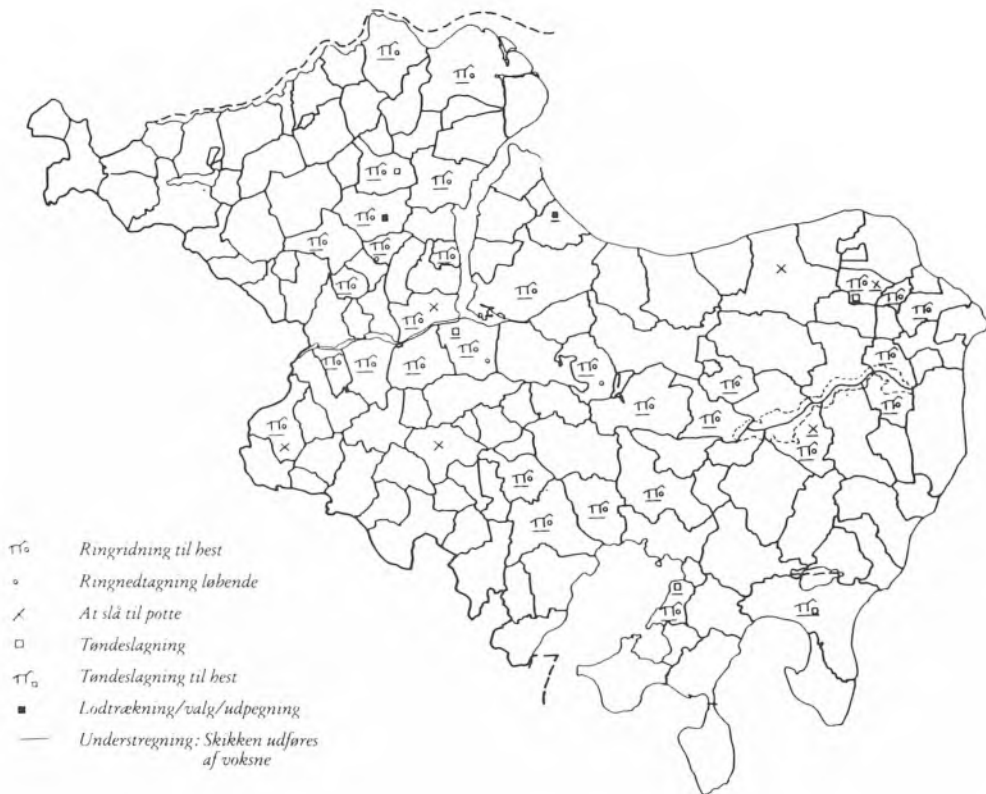 Ringridning til hest
Ringnedtagning løbende
At slå til potte
Tøndeslagning
Tøndeslagning til hest
Lodtrækning/valg/udpegning
Understregning: Skikken udføres
af voksne